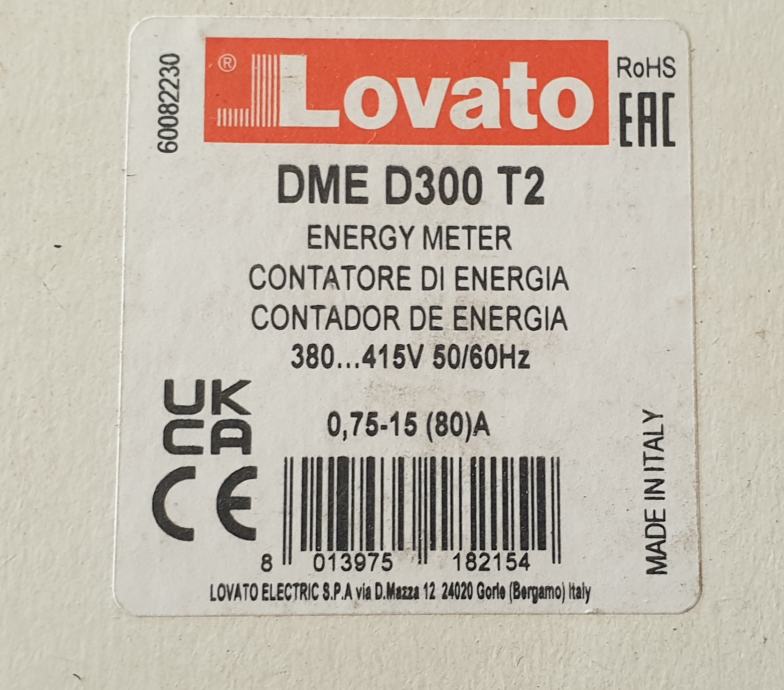 60082230
® Lovato
RoHS
EAC
DME D300 T2
ENERGY METER
CONTATORE DI ENERGIA
CONTADOR DE ENERGIA
380...415V 50/60Hz
UK
CA
0,75-15 (80)A
CE
MADE IN ITALY
8 013975 182154
LOVATO ELECTRIC S.P.A via D.Mazza 12 24020 Gorle (Bergamo) Italy